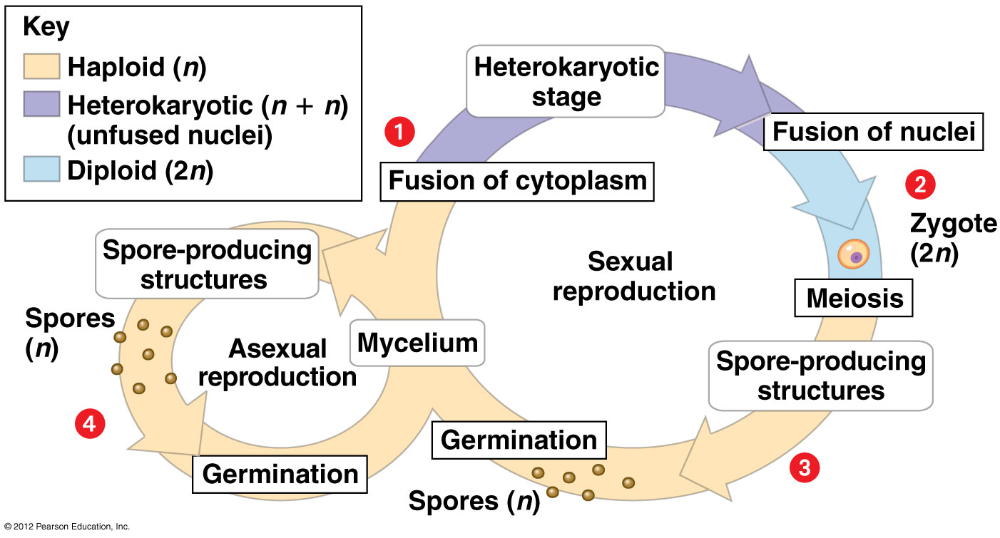 Key
Haploid (n)
Heterokaryotic (n + n)
(unfused nuclei)
Diploid (2n)
Heterokaryotic
stage
1
Fusion of nuclei
Fusion of cytoplasm
2
Zygote
(2n)
Spore-producing
structures
Sexual
reproduction
Meiosis
Spores
(n)
Asexual
reproduction
Mycelium
Spore-producing
structures
4
Germination
Germination
3
Spores (n)
© 2012 Pearson Education, Inc.